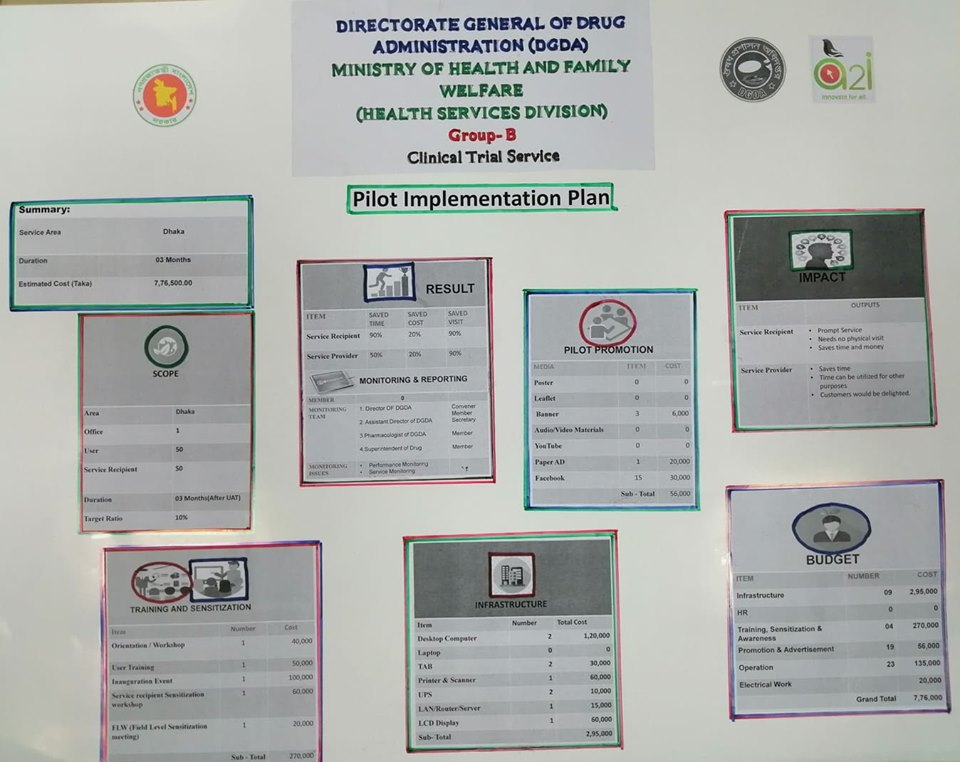 DIRECTORATE GENERAL OF DRUG
ADMINISTRATION (DGDA)
MINISTRY OF HEALTH AND FAMILY
WELFARE
(HEALTH SERVICES DIVISION)
Group- B
Clinical Trial Service
DGDA
a2i
innovate for all
Pilot Implementation Plan
Summary:
Service Area Dhaka
Duration 03 Months
Estimated Cost (Taka) 7,76,500.00
SCOPE
Area Dhaka
Office 1
User 50
Service Recipient 50
Duration 03 Months(After UAT)
Target Ratio 10%
RESULT
ITEM SAVED TIME SAVED COST SAVED VISIT
Service Recipient 90% 20% 90%
Service Provider 50% 20% 90%
MONITORING & REPORTING
MEMBER 0
MONITORING TEAM
1. Director OF DGDA Convener
2. Assistant Director of DGDA Member Secretary
3.Pharmacologist of DGDA Member
4.Superintendent of Drug Member
MONITORING ISSUES
• Performance Monitoring
• Service Monitoring
PILOT PROMOTION
MEDIA ITEM COST
Poster 0 0
Leaflet 0 0
Banner 3 6,000
Audio/Video Materials 0 0
YouTube 0 0
Paper AD 1 20,000
Facebook 15 30,000
Sub - Total 56,000
IMPACT
ITEM OUTPUTS
Service Recipient
• Prompt Service
• Needs no physical visit
• Saves time and money
Service Provider
• Saves time
• Time can be utilized for other
purposes
• Customers would be delighted.
TRAINING AND SENSITIZATION
Item Number Cost
Orientation / Workshop 1 40,000
User Training 1 50,000
Inauguration Event 1 100,000
Service recipient Sensitization
workshop 1 60,000
FLW (Field Level Sensitization
meeting) 1 20,000
Sub - Total 270,000
INFRASTRUCTURE
Item Number Total Cost
Desktop Computer 2 1,20,000
Laptop 0 0
TAB 2 30,000
Printer & Scanner 1 60,000
UPS 2 10,000
LAN/Router/Server 1 15,000
LCD Display 1 60,000
Sub- Total 2,95,000
BUDGET
ITEM NUMBER COST
Infrastructure 09 2,95,000
HR 0 0
Training, Sensitization &
Awareness 04 270,000
Promotion & Advertisement 19 56,000
Operation 23 135,000
Electrical Work 20,000
Grand Total 7,76,000